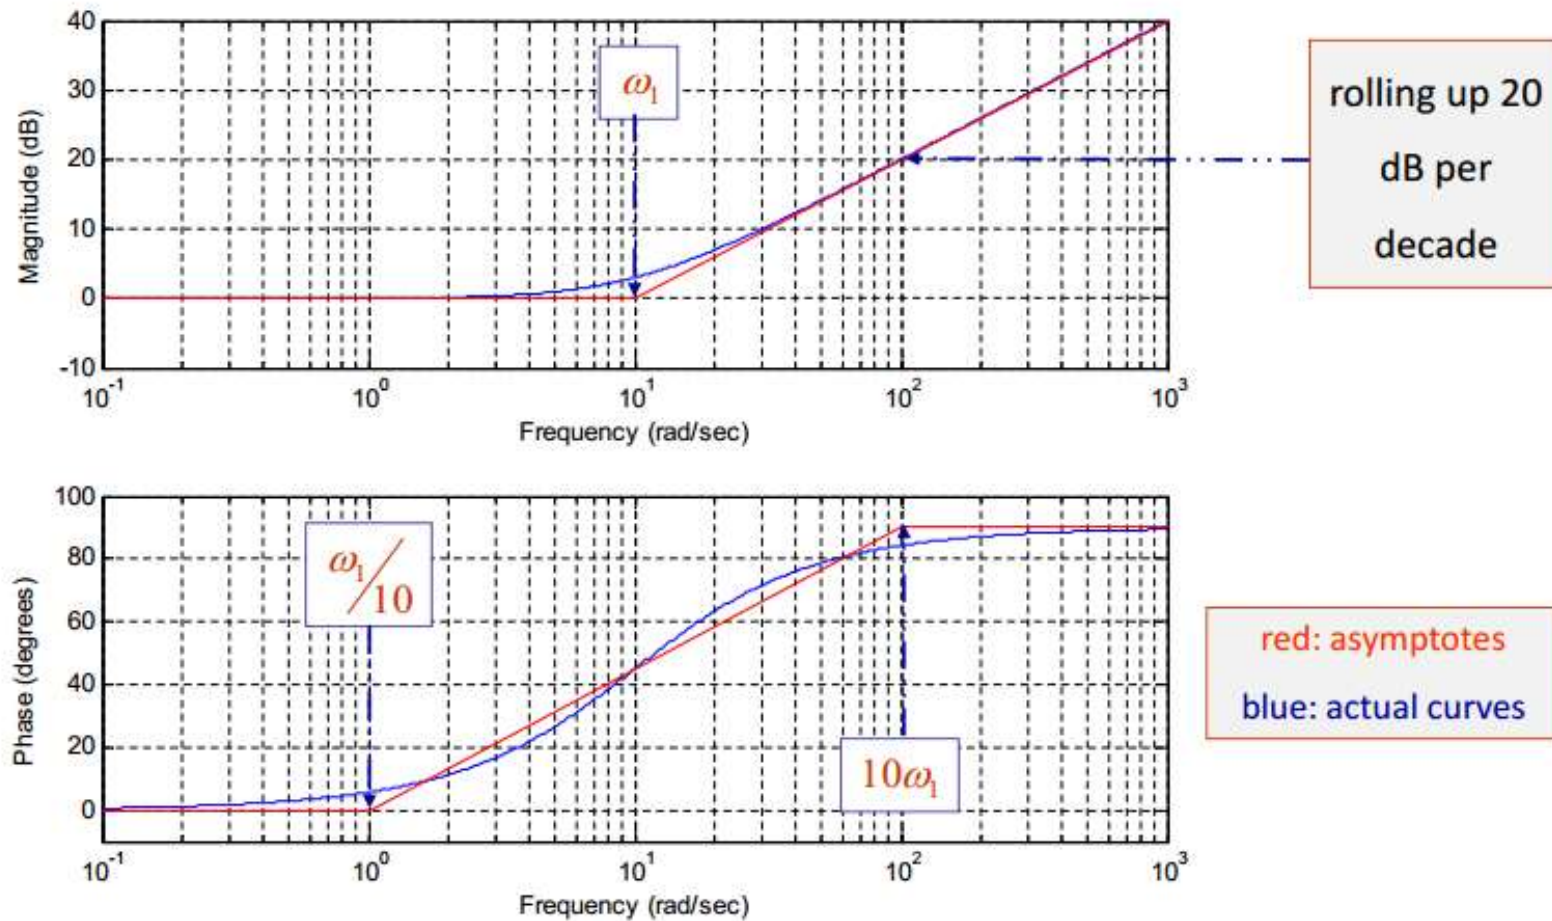 40
30
20
10
0
-10
Magnitude (dB)
ω₁
10⁻¹
10⁰
10¹
10²
10³
Frequency (rad/sec)
rolling up 20
dB per
decade
100
80
60
40
20
0
Phase (degrees)
ω₁/10
10ω₁
10⁻¹
10⁰
10¹
10²
10³
Frequency (rad/sec)
red: asymptotes
blue: actual curves